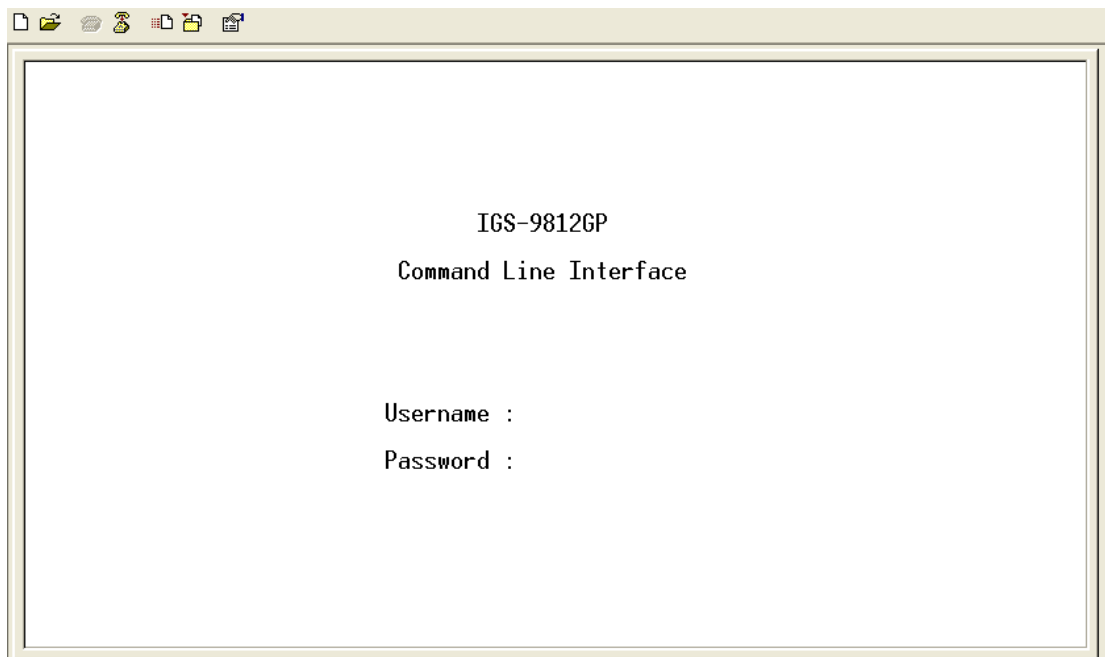 IGS-9812GP
Command Line Interface
Username :
Password :